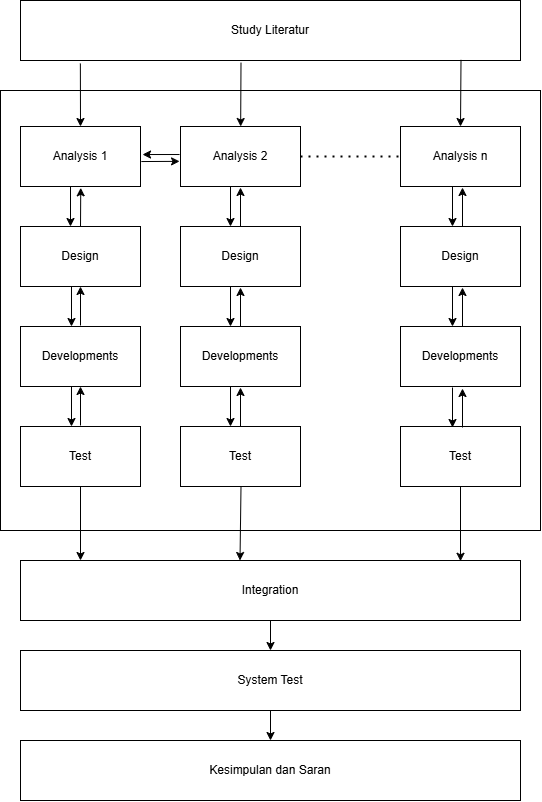 Study Literatur
Analysis 1
Analysis 2
Analysis n
Design
Design
Design
Developments
Developments
Developments
Test
Test
Test
Integration
System Test
Kesimpulan dan Saran